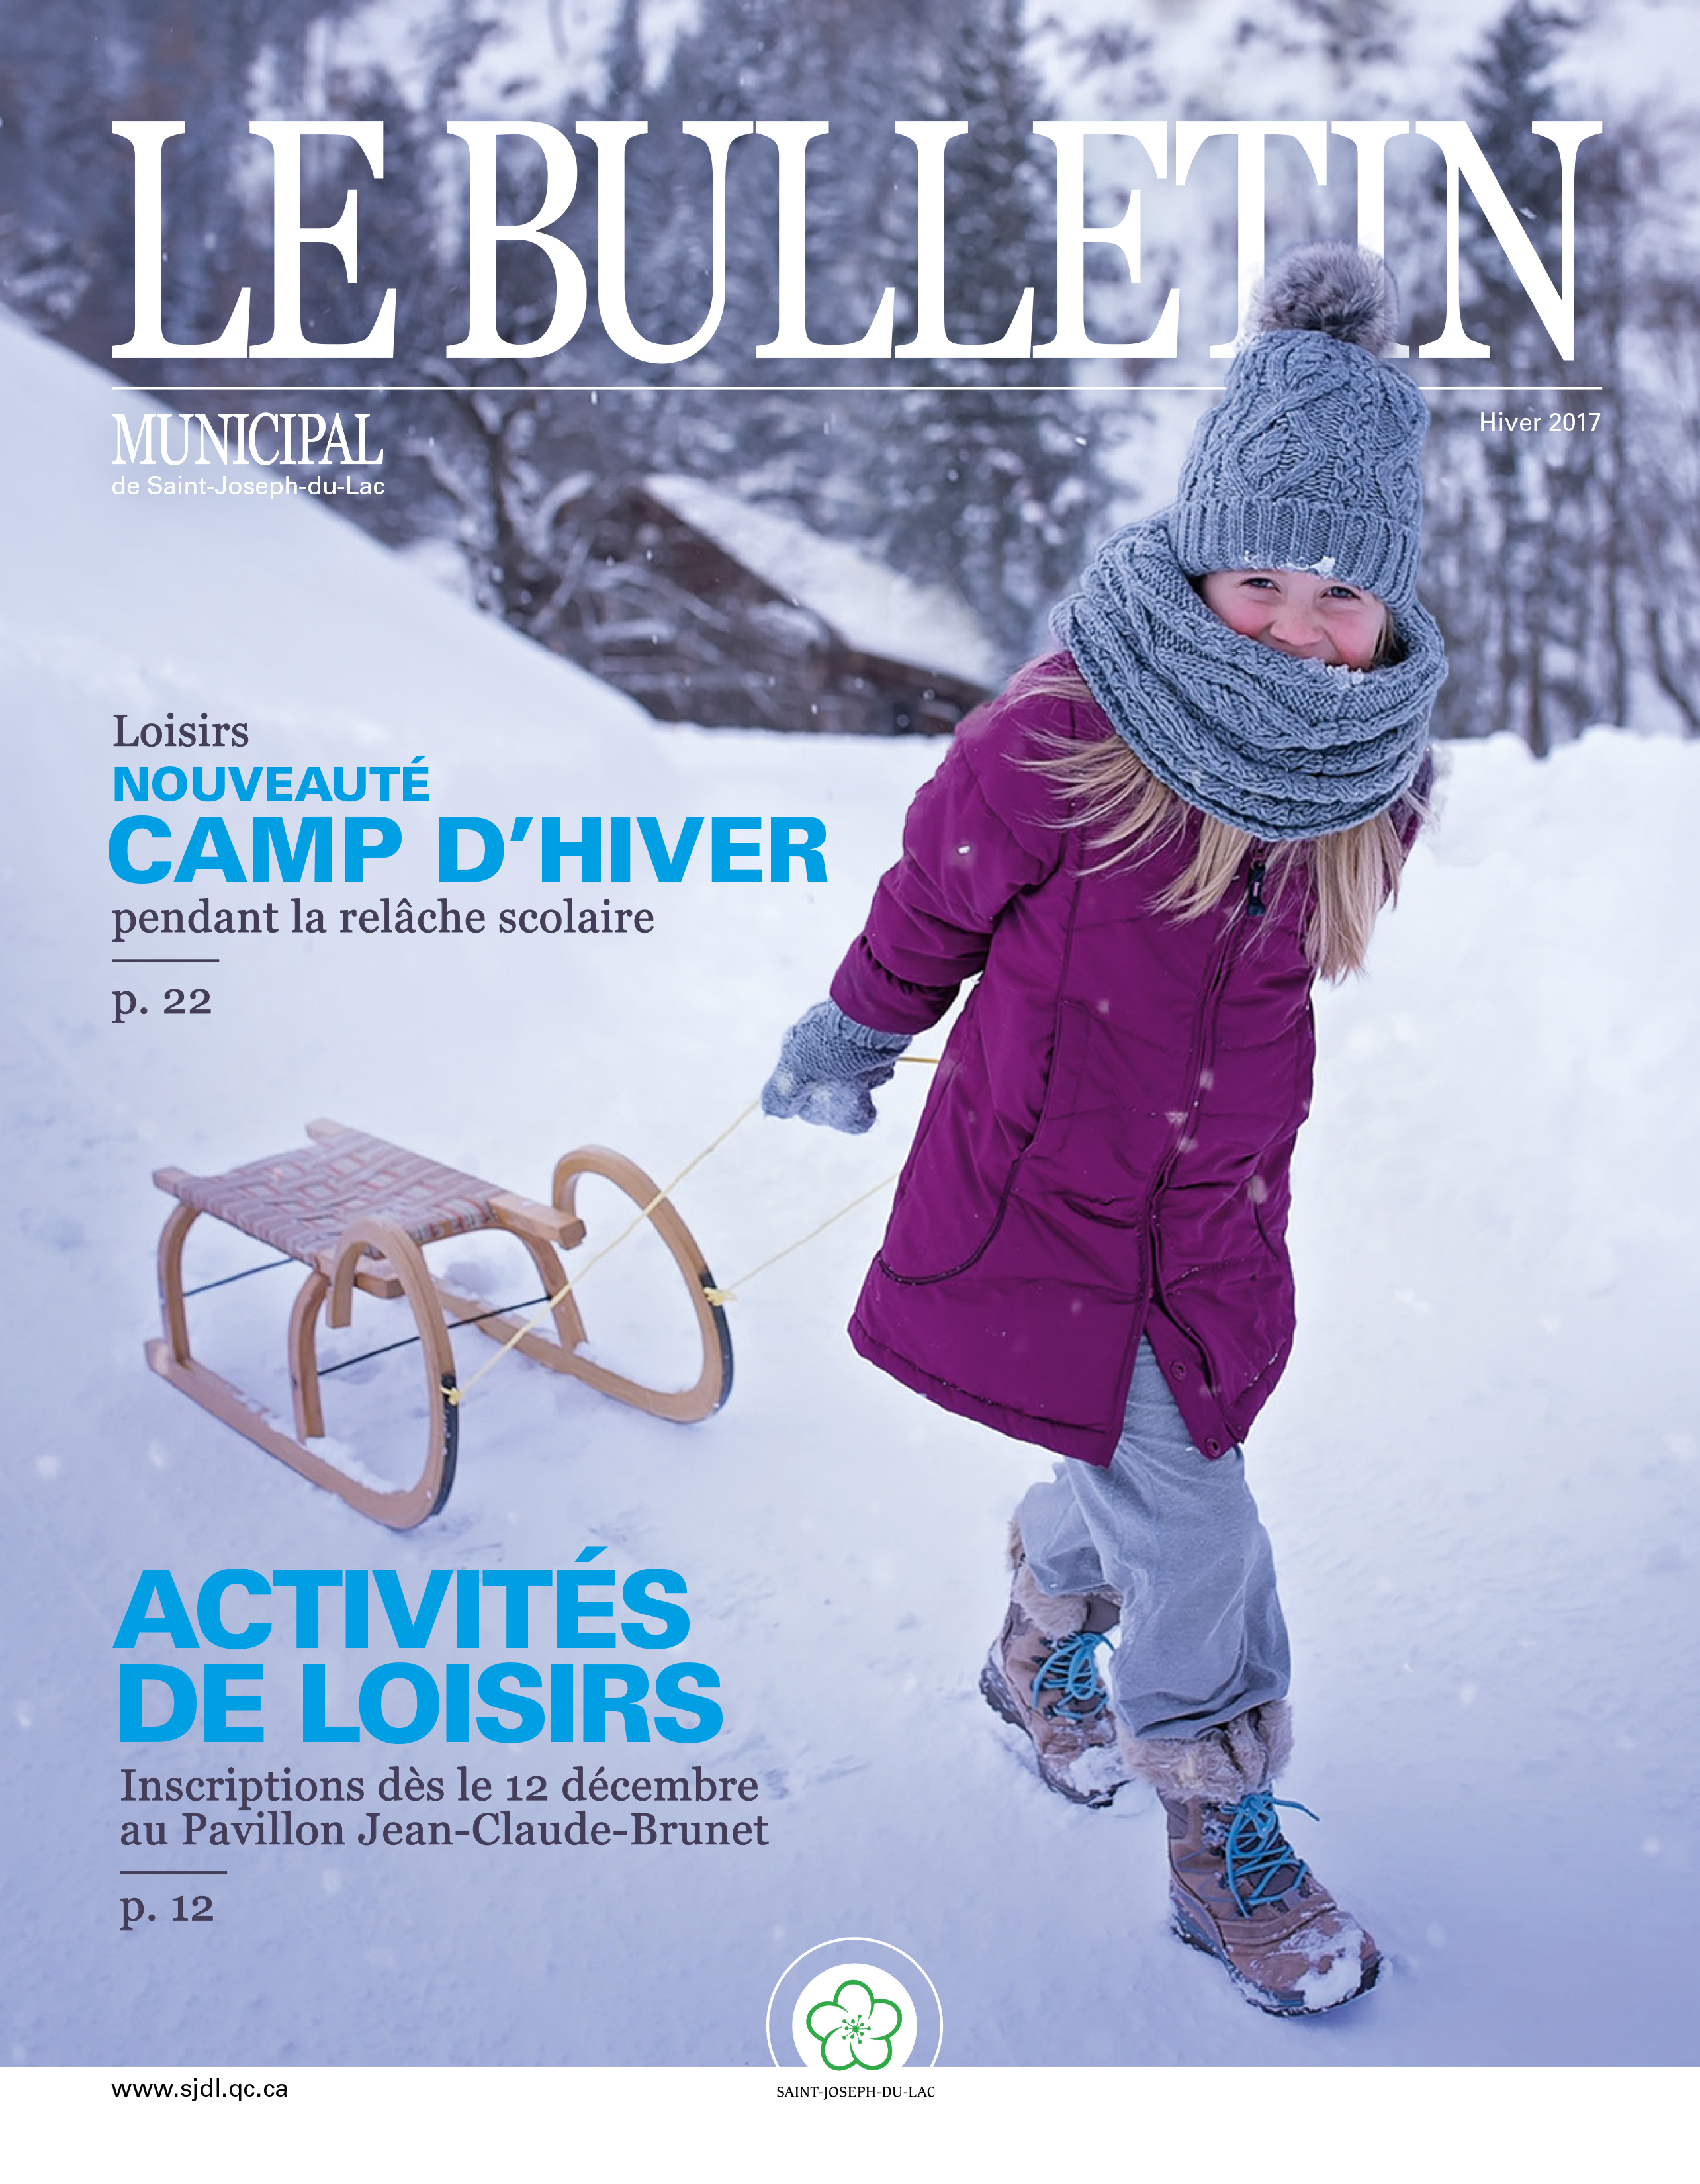 LE BULLETIN
MUNICIPAL
de Saint-Joseph-du-Lac
Hiver 2017
Loisirs
NOUVEAUTÉ
CAMP D’HIVER
pendant la relâche scolaire
p. 22
ACTIVITÉS
DE LOISIRS
Inscriptions dès le 12 décembre
au Pavillon Jean-Claude-Brunet
p. 12
www.sjdl.qc.ca
SAINT-JOSEPH-DU-LAC